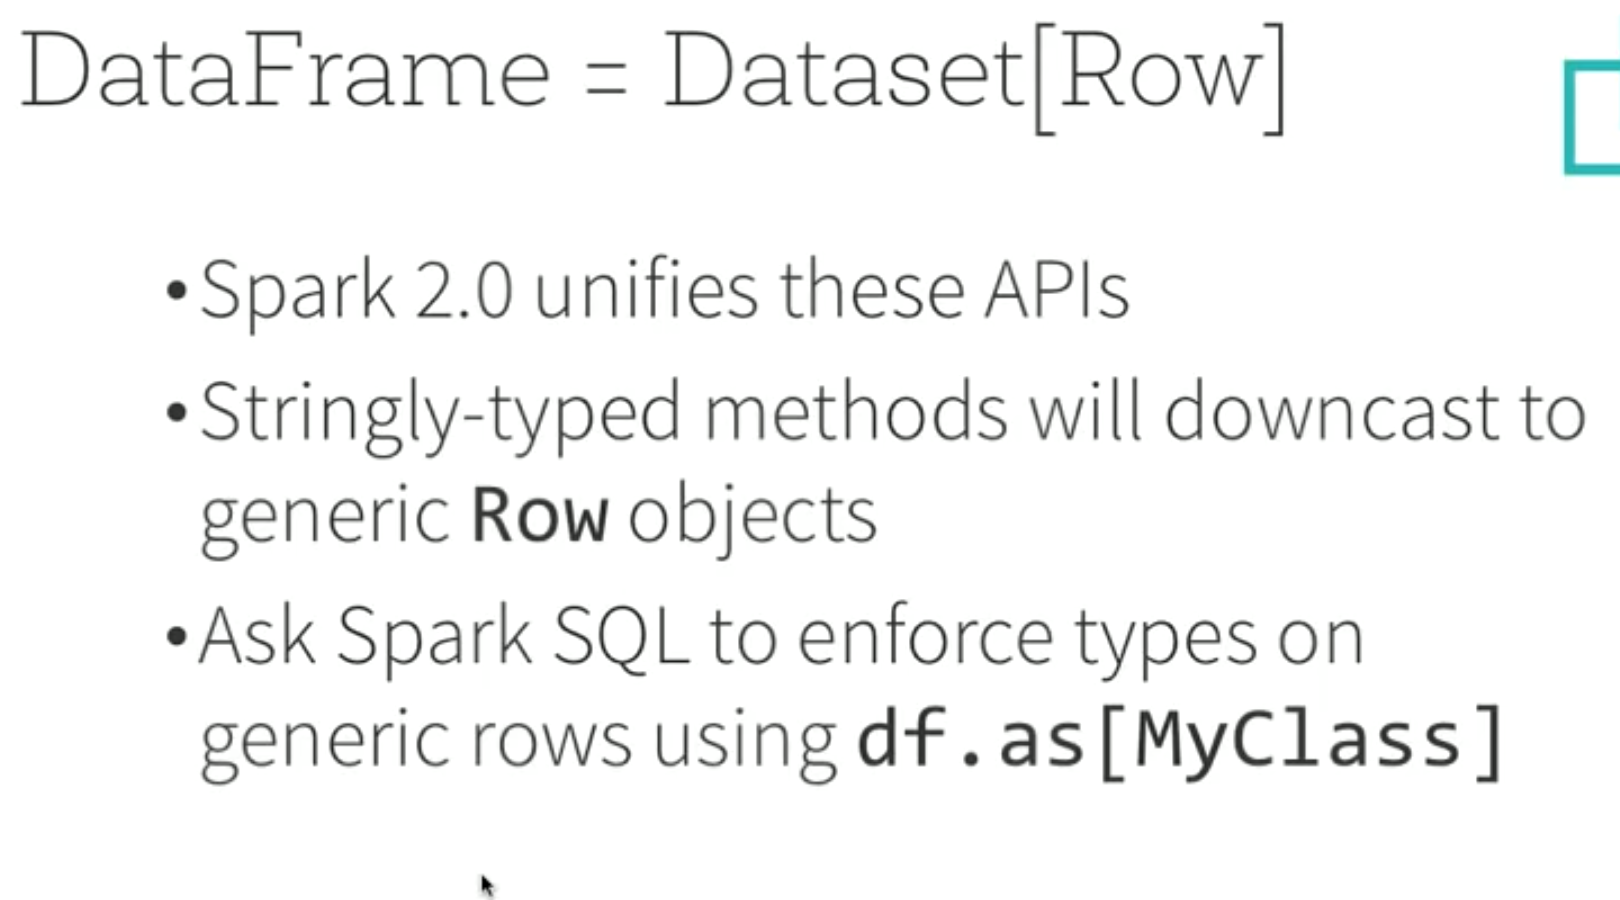 DataFrame = Dataset[Row]
•Spark 2.0 unifies these APIs
•Stringly-typed methods will downcast to
generic Row objects
•Ask Spark SQL to enforce types on
generic rows using df.as[MyClass]